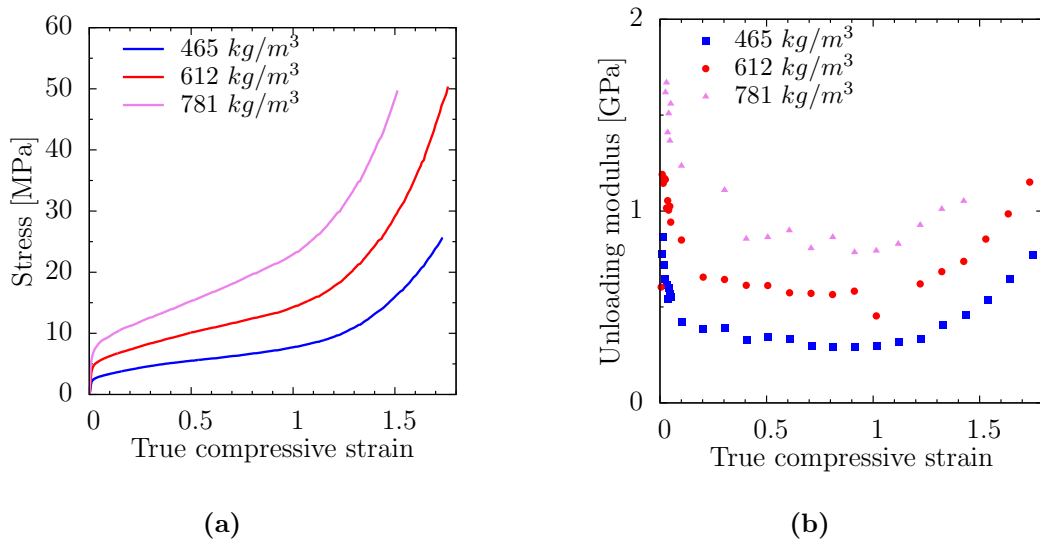 60
50
40
30
20
10
0
Stress [MPa]
465 kg/m³
612 kg/m³
781 kg/m³
0 0.5 1 1.5
True compressive strain
(a)
2
1
0
Unloading modulus [GPa]
465 kg/m³
612 kg/m³
781 kg/m³
0 0.5 1 1.5
True compressive strain
(b)